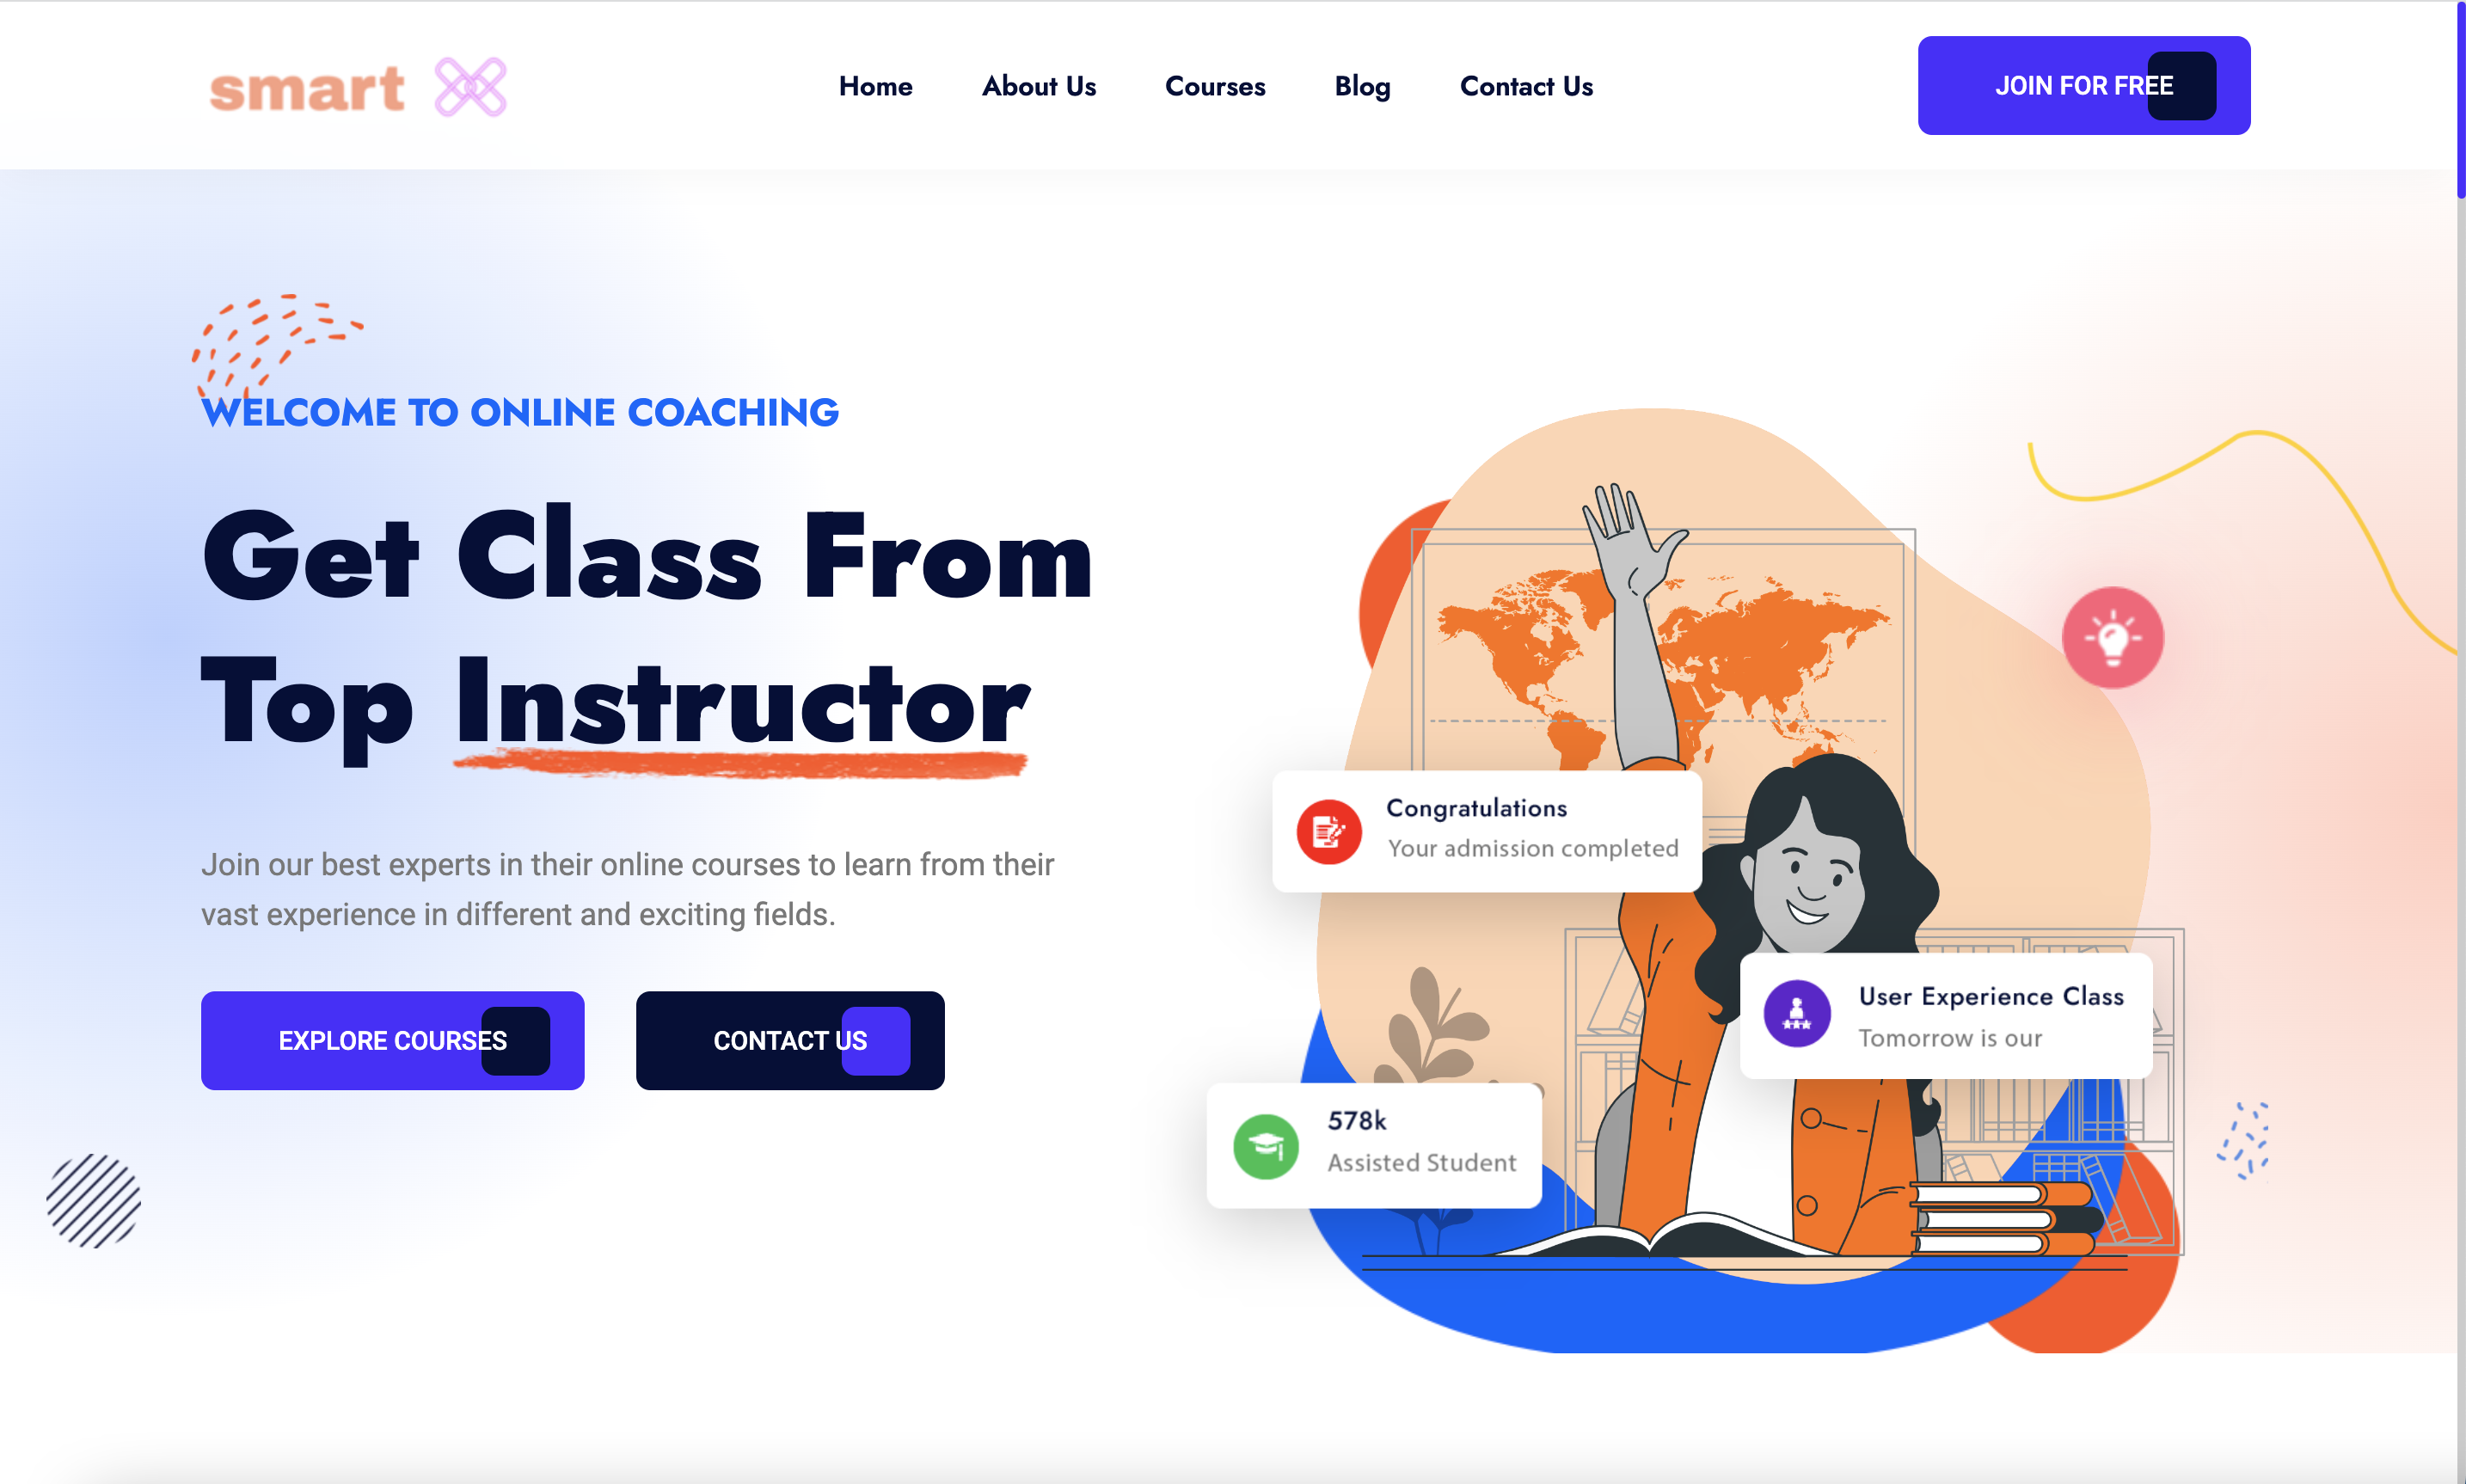 smart
Home About Us Courses Blog Contact Us
JOIN FOR FREE
WELCOME TO ONLINE COACHING
Get Class From
Top Instructor
Join our best experts in their online courses to learn from their
vast experience in different and exciting fields.
EXPLORE COURSES
CONTACT US
Congratulations
Your admission completed
User Experience Class
Tomorrow is our
578k
Assisted Student